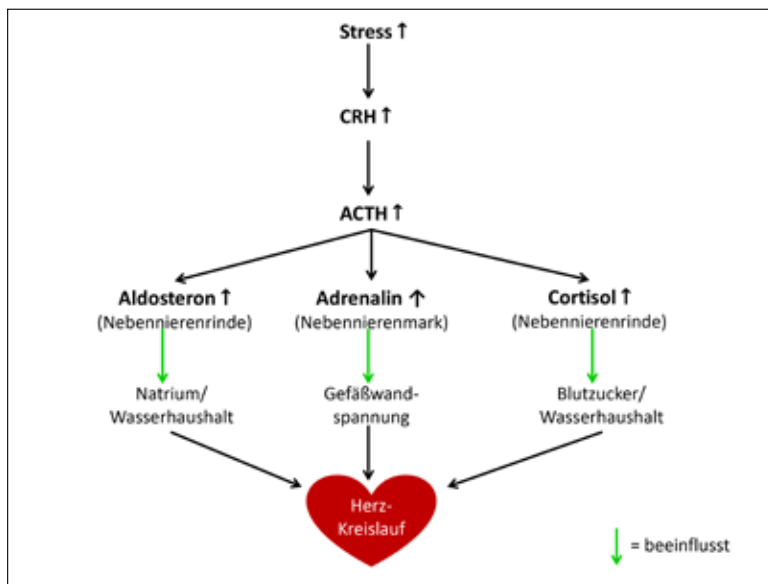 Stress ↑
CRH ↑
ACTH ↑
Aldosteron ↑
(Nebennierenrinde)
Adrenalin ↑
(Nebennierenmark)
Cortisol ↑
(Nebennierenrinde)
Natrium/
Wasserhaushalt
Gefäßwand-
spannung
Blutzucker/
Wasserhaushalt
Herz-
Kreislauf
= beeinflusst